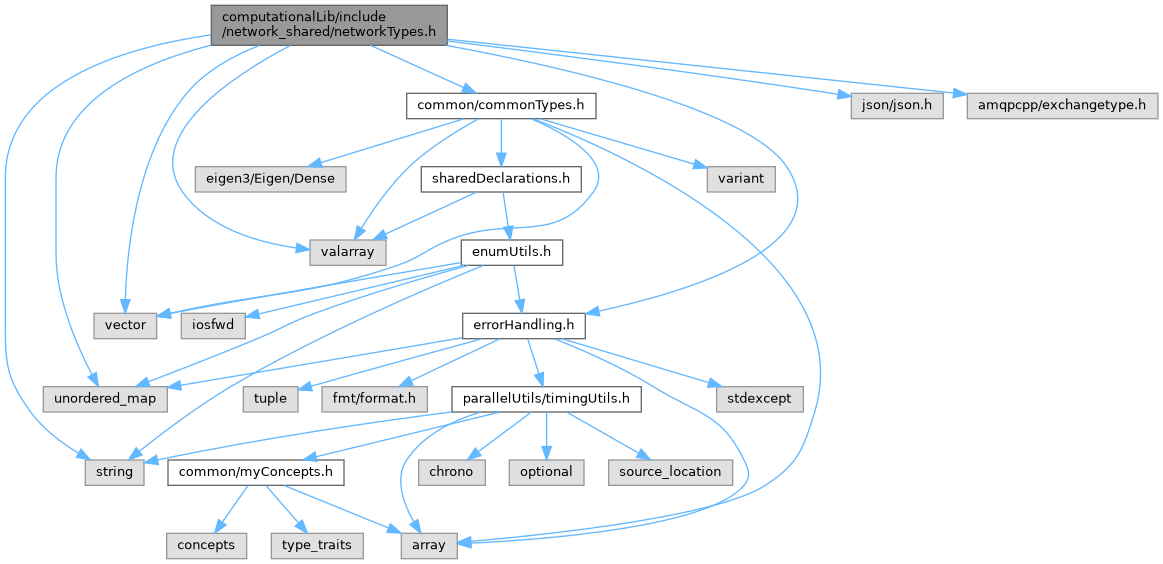 computationalLib/include
/network_shared/networkTypes.h
common/commonTypes.h
json/json.h
amqpcpp/exchangetype.h
eigen3/Eigen/Dense
sharedDeclarations.h
variant
valarray
enumUtils.h
vector
iosfwd
errorHandling.h
unordered_map
tuple
fmt/format.h
parallelUtils/timingUtils.h
stdexcept
string
common/myConcepts.h
chrono
optional
source_location
concepts
type_traits
array